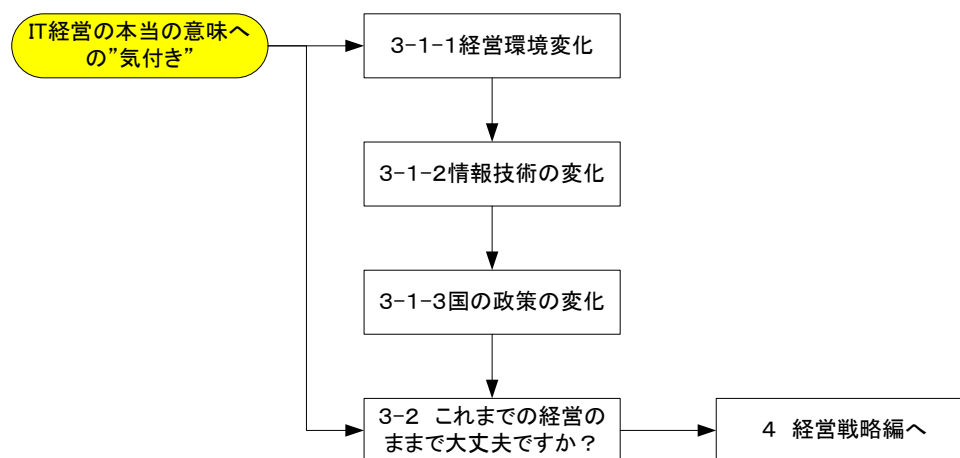 IT経営の本当の意味へ
の”気付き”
3-1-1経営環境変化
3-1-2情報技術の変化
3-1-3国の政策の変化
3-2 これまでの経営の
ままで大丈夫ですか?
4 経営戦略編へ